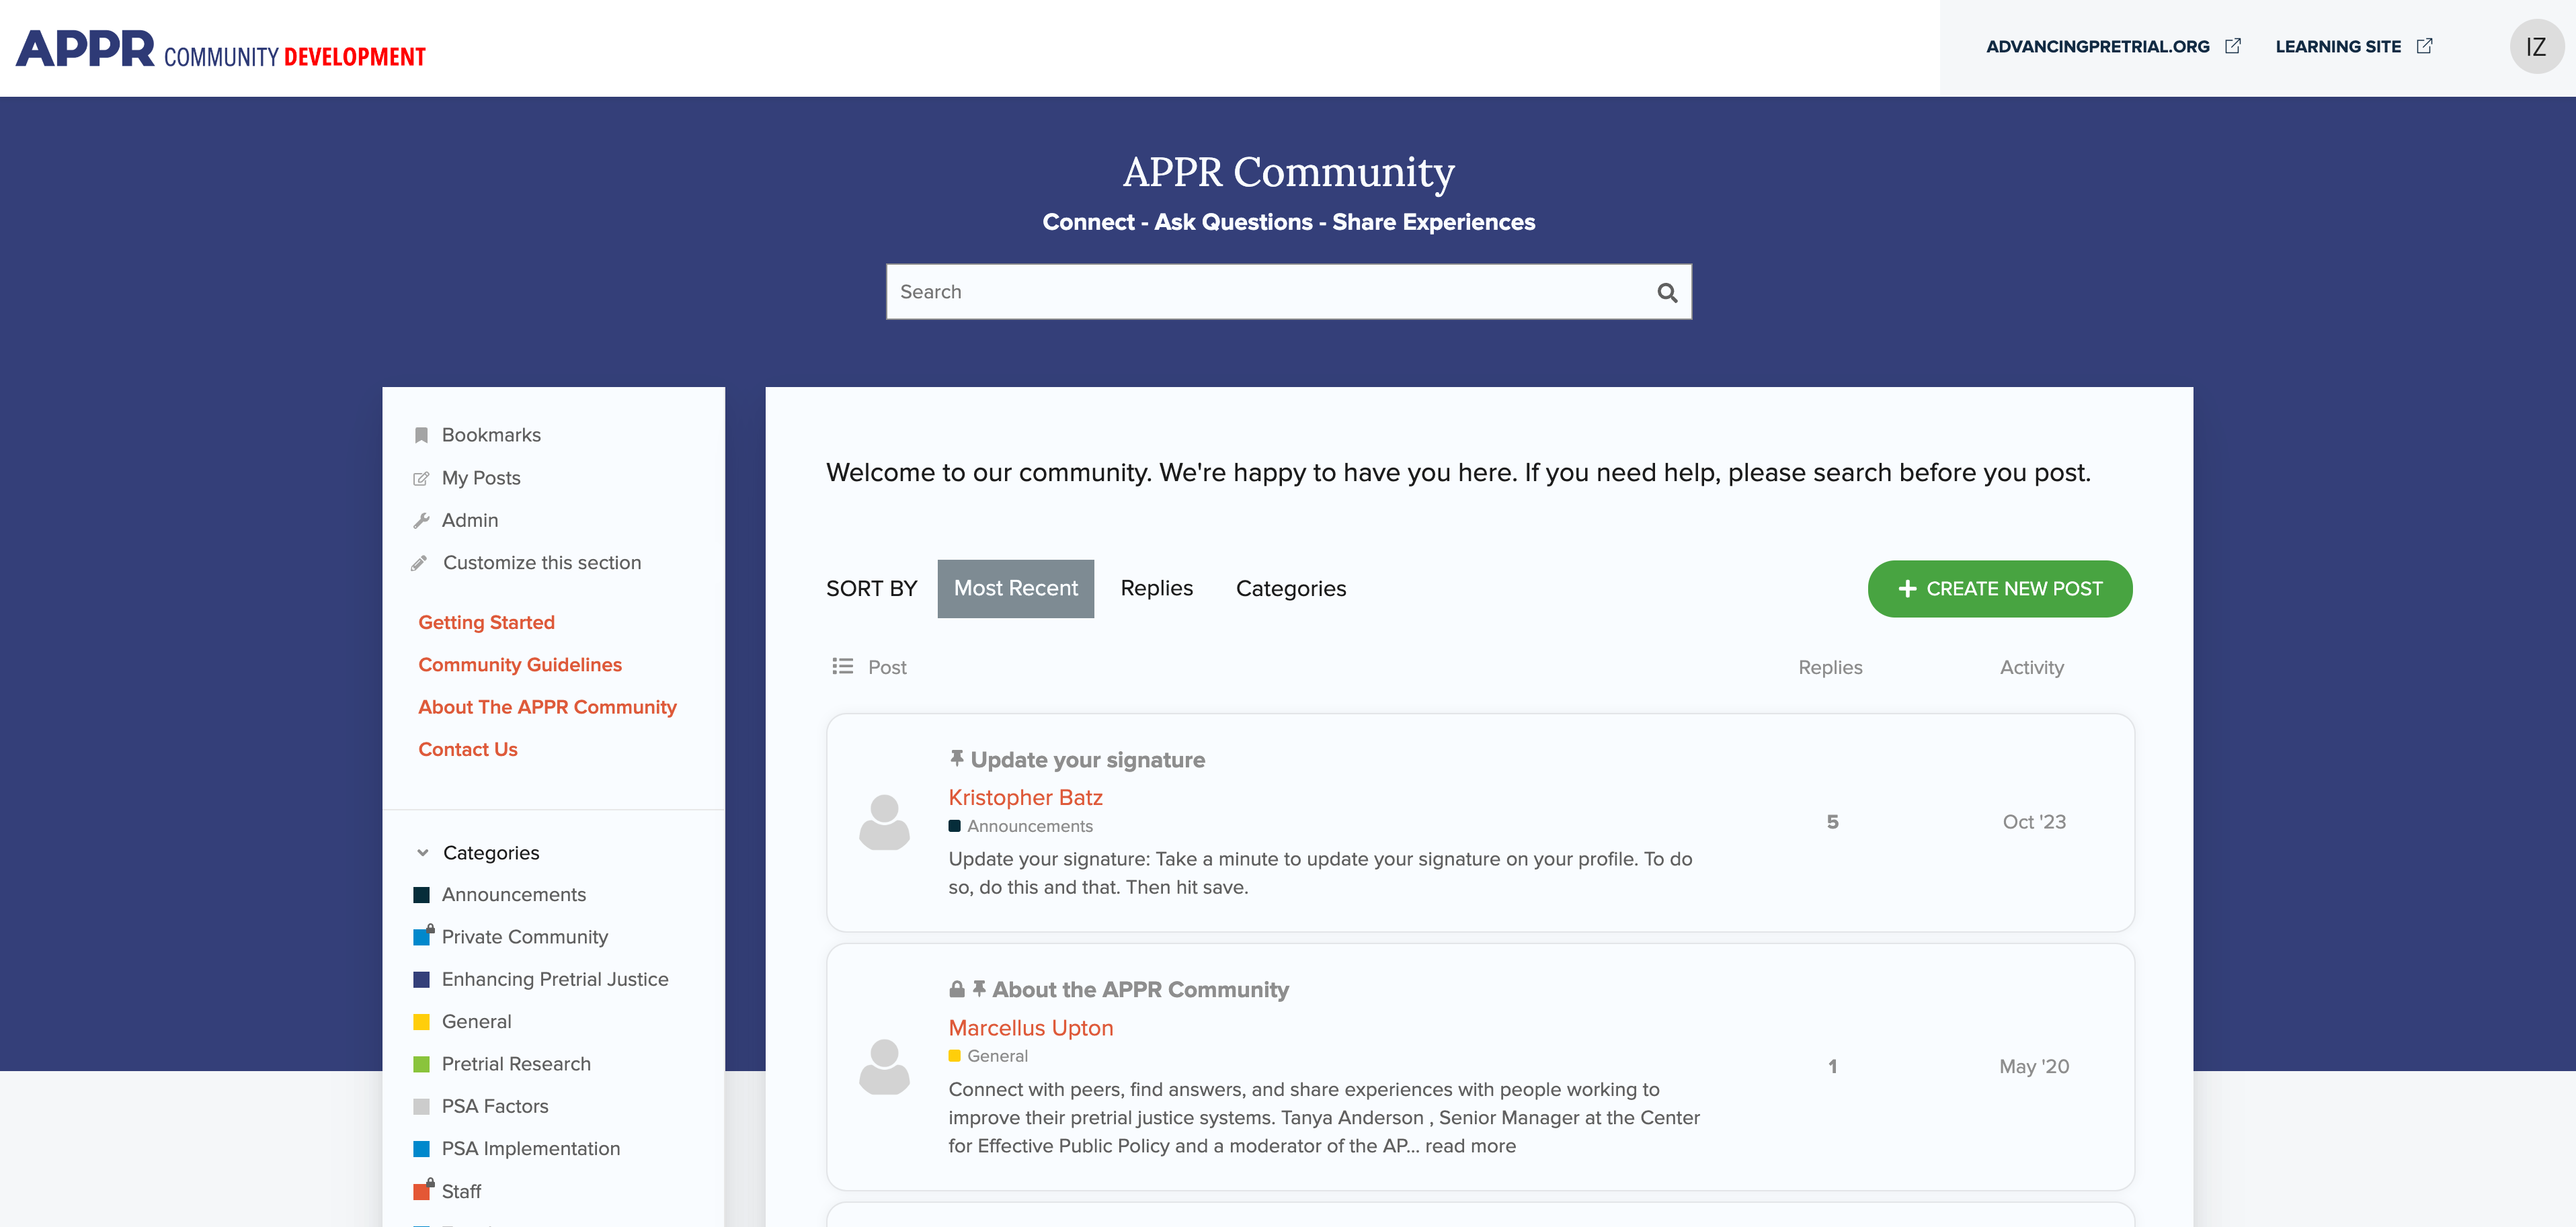 APPR COMMUNITY DEVELOPMENT
ADVANCINGPRETRIAL.ORG
LEARNING SITE
IZ
APPR Community
Connect - Ask Questions - Share Experiences
Search
Bookmarks
My Posts
Admin
Customize this section
Getting Started
Community Guidelines
About The APPR Community
Contact Us
Categories
Announcements
Private Community
Enhancing Pretrial Justice
General
Pretrial Research
PSA Factors
PSA Implementation
Staff
Welcome to our community. We're happy to have you here. If you need help, please search before you post.
SORT BY Most Recent Replies Categories
CREATE NEW POST
Post Replies Activity
Update your signature
Kristopher Batz
Announcements
Update your signature: Take a minute to update your signature on your profile. To do
so, do this and that. Then hit save.
5
Oct '23
About the APPR Community
Marcellus Upton
General
Connect with peers, find answers, and share experiences with people working to
improve their pretrial justice systems. Tanya Anderson , Senior Manager at the Center
for Effective Public Policy and a moderator of the AP... read more
1
May '20